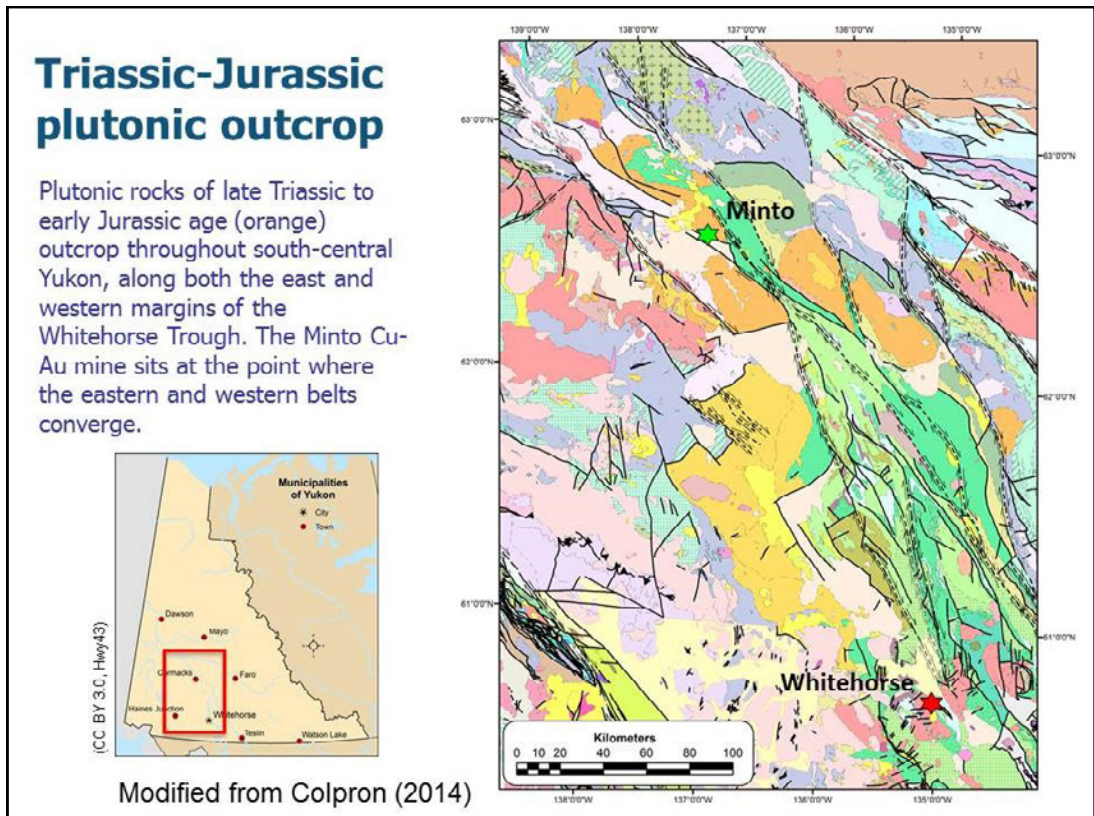 Triassic-Jurassic
plutonic outcrop
Plutonic rocks of late Triassic to
early Jurassic age (orange)
outcrop throughout south-central
Yukon, along both the east and
western margins of the
Whitehorse Trough. The Minto Cu-
Au mine sits at the point where
the eastern and western belts
converge.
Municipalities
of Yukon
City
Town
Dawson
Mayo
Carmacks
Faro
Haines Junction
Whitehorse
Teslin
Watson Lake
(CC BY 3.0, Hwy43)
Modified from Colpron (2014)
139°0'0"W
138°0'0"W
137°0'0"W
136°0'0"W
135°0'0"W
63°0'0"N
63°0'0"N
Minto
62°0'0"N
62°0'0"N
61°0'0"N
61°0'0"N
Whitehorse
Kilometers
0 10 20 40 60 80 100
138°0'0"W
137°0'0"W
136°0'0"W
135°0'0"W